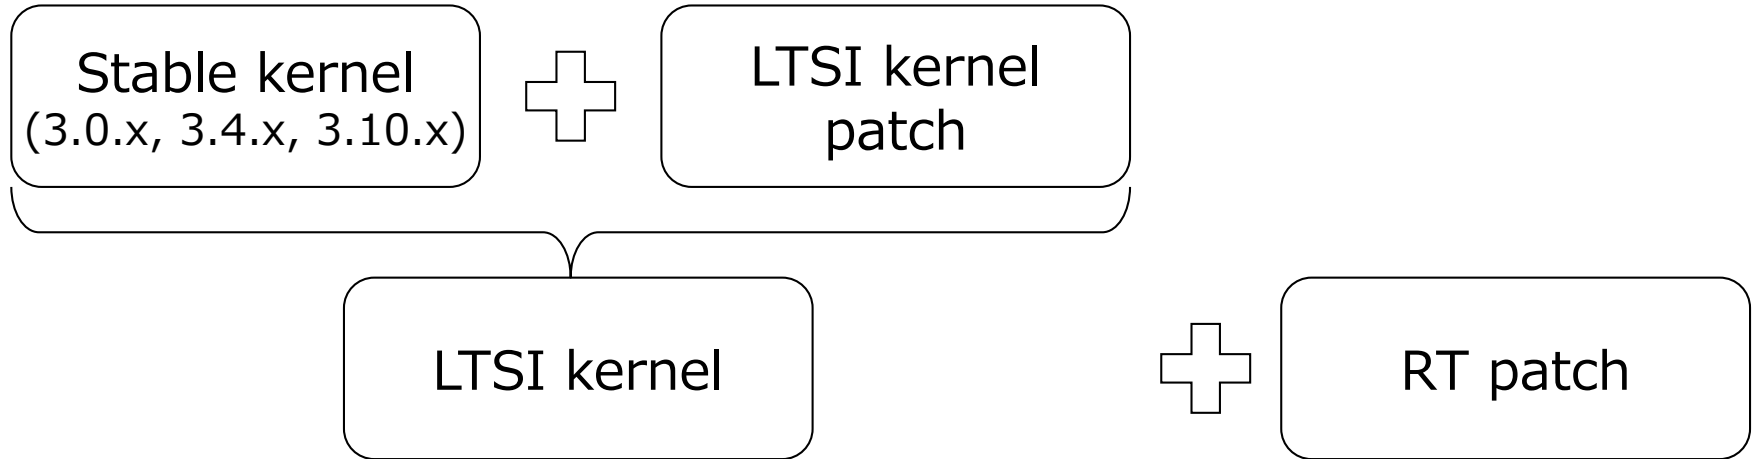 Stable kernel
(3.0.x, 3.4.x, 3.10.x)
LTSI kernel
patch
LTSI kernel
RT patch